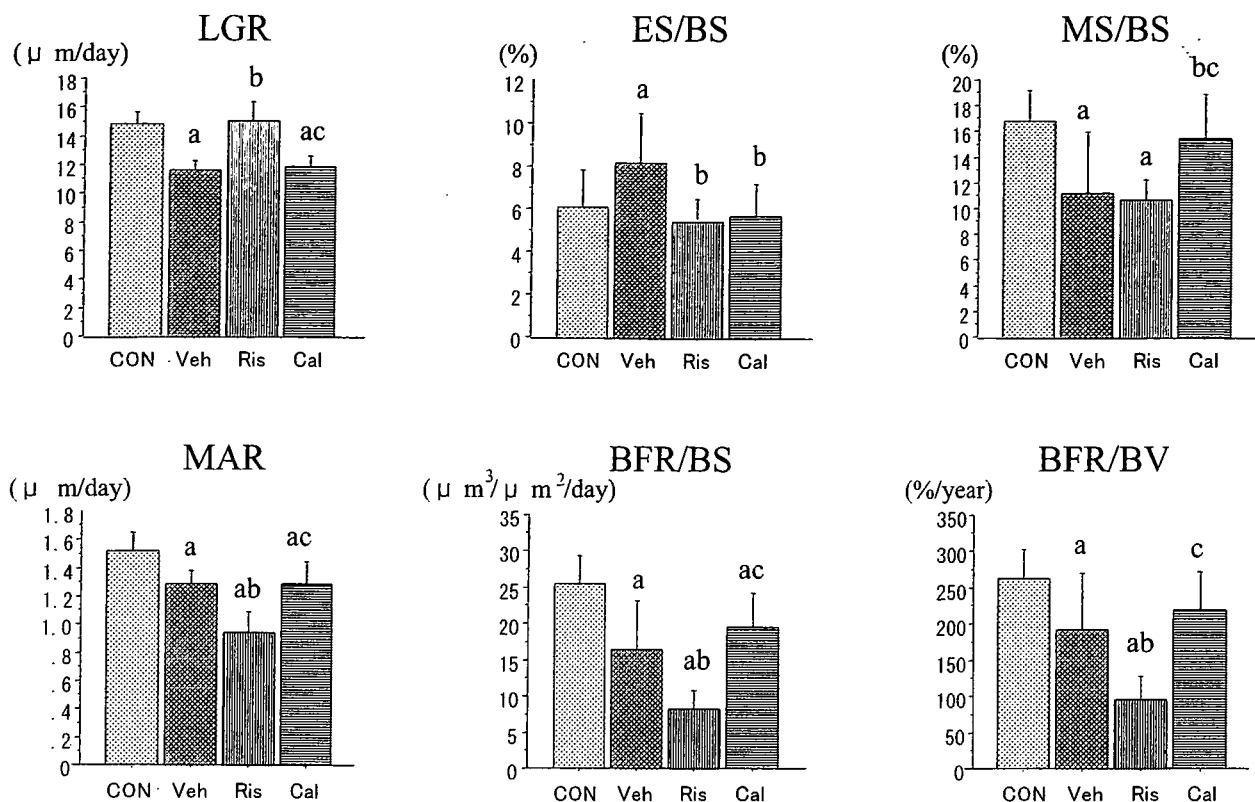 LGR
(μ m/day)
18
16
14
12
10
8
6
4
2
0
a
b
ac
CON Veh Ris Cal
ES/BS
(%)
12
10
8
6
4
2
0
a
b
b
CON Veh Ris Cal
MS/BS
(%)
20
18
16
14
12
10
8
6
4
2
0
a
a
bc
CON Veh Ris Cal
MAR
(μ m/day)
1.8
1.6
1.4
1.2
1.0
.8
.6
.4
.2
0
a
ab
ac
CON Veh Ris Cal
BFR/BS
(μ m³/μ m²/day)
35
30
25
20
15
10
5
0
a
ab
ac
CON Veh Ris Cal
BFR/BV
(%/year)
350
300
250
200
150
100
50
0
a
ab
c
CON Veh Ris Cal